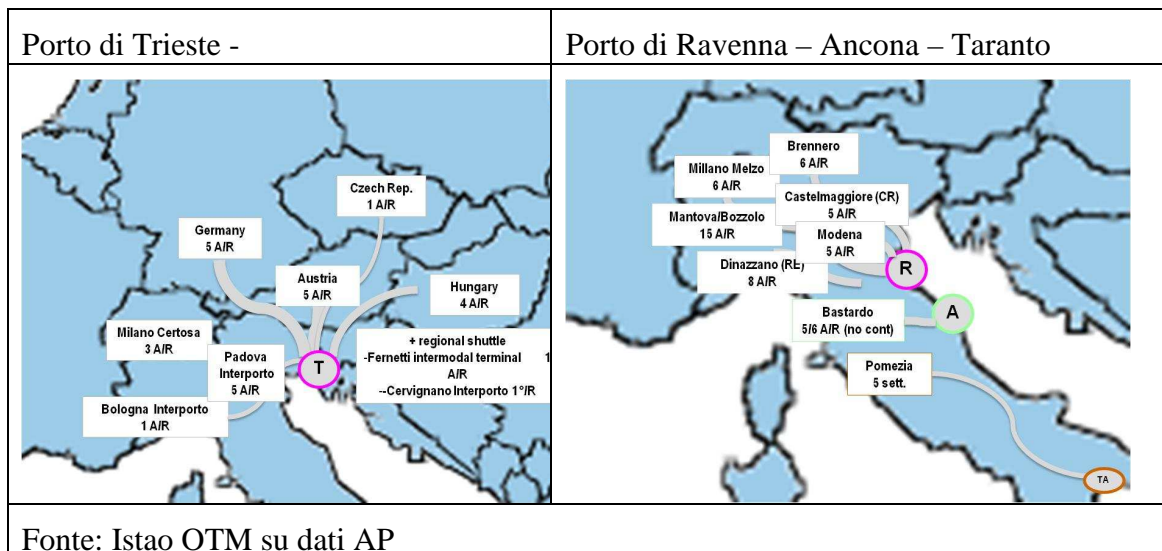 Porto di Trieste -
Porto di Ravenna – Ancona – Taranto
Czech Rep.
1 A/R
Germany
5 A/R
Austria
5 A/R
Hungary
4 A/R
Milano Certosa
3 A/R
Padova
Interporto
5 A/R
T
+ regional shuttle
-Fernetti intermodal terminal 1
A/R
--Cervignano Interporto 1°/R
Bologna Interporto
1 A/R
Brennero
6 A/R
Millano Melzo
6 A/R
Castelmaggiore (CR)
5 A/R
Mantova/Bozzolo
15 A/R
Modena
5 A/R
R
Dinazzano (RE)
8 A/R
Bastardo
5/6 A/R (no cont)
A
Pomezia
5 sett.
TA
Fonte: Istao OTM su dati AP